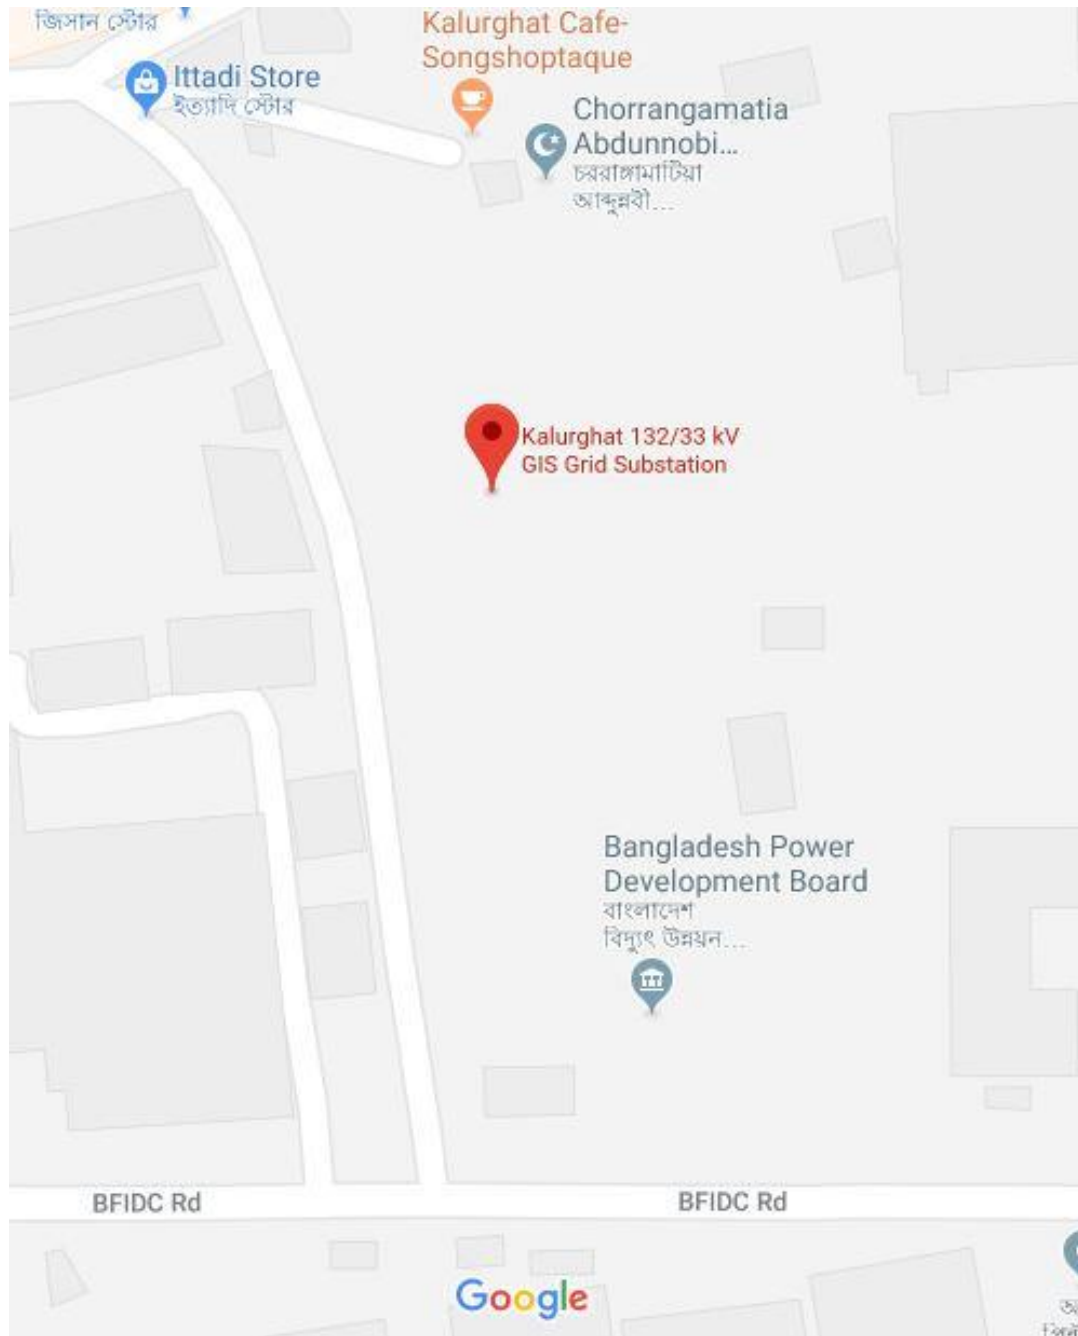 জিসান স্টোর
Kalurghat Cafe-
Songshoptaque
Ittadi Store
ইত্যাদি স্টোর
Chorrangamatia
Abdunnobi...
চররাঙ্গামাটিয়া
আব্দুন্নবী...
Kalurghat 132/33 kV
GIS Grid Substation
Bangladesh Power
Development Board
বাংলাদেশ
বিদ্যুৎ উন্নয়ন...
BFIDC Rd
BFIDC Rd
Google